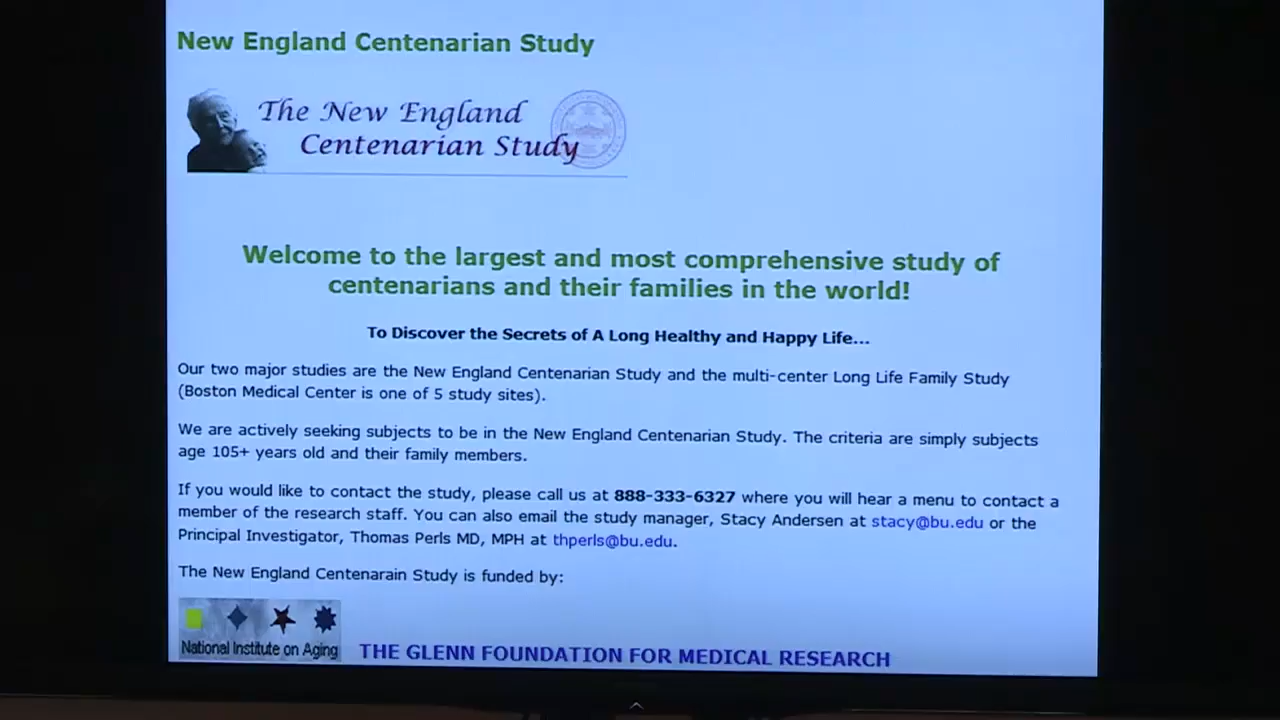 New England Centenarian Study
The New England
Centenarian Study
Welcome to the largest and most comprehensive study of
centenarians and their families in the world!
To Discover the Secrets of A Long Healthy and Happy Life...
Our two major studies are the New England Centenarian Study and the multi-center Long Life Family Study
(Boston Medical Center is one of 5 study sites).
We are actively seeking subjects to be in the New England Centenarian Study. The criteria are simply subjects
age 105+ years old and their family members.
If you would like to contact the study, please call us at 888-333-6327 where you will hear a menu to contact a
member of the research staff. You can also email the study manager, Stacy Andersen at stacy@bu.edu or the
Principal Investigator, Thomas Perls MD, MPH at thperls@bu.edu.
The New England Centenarain Study is funded by:
National Institute on Aging
THE GLENN FOUNDATION FOR MEDICAL RESEARCH